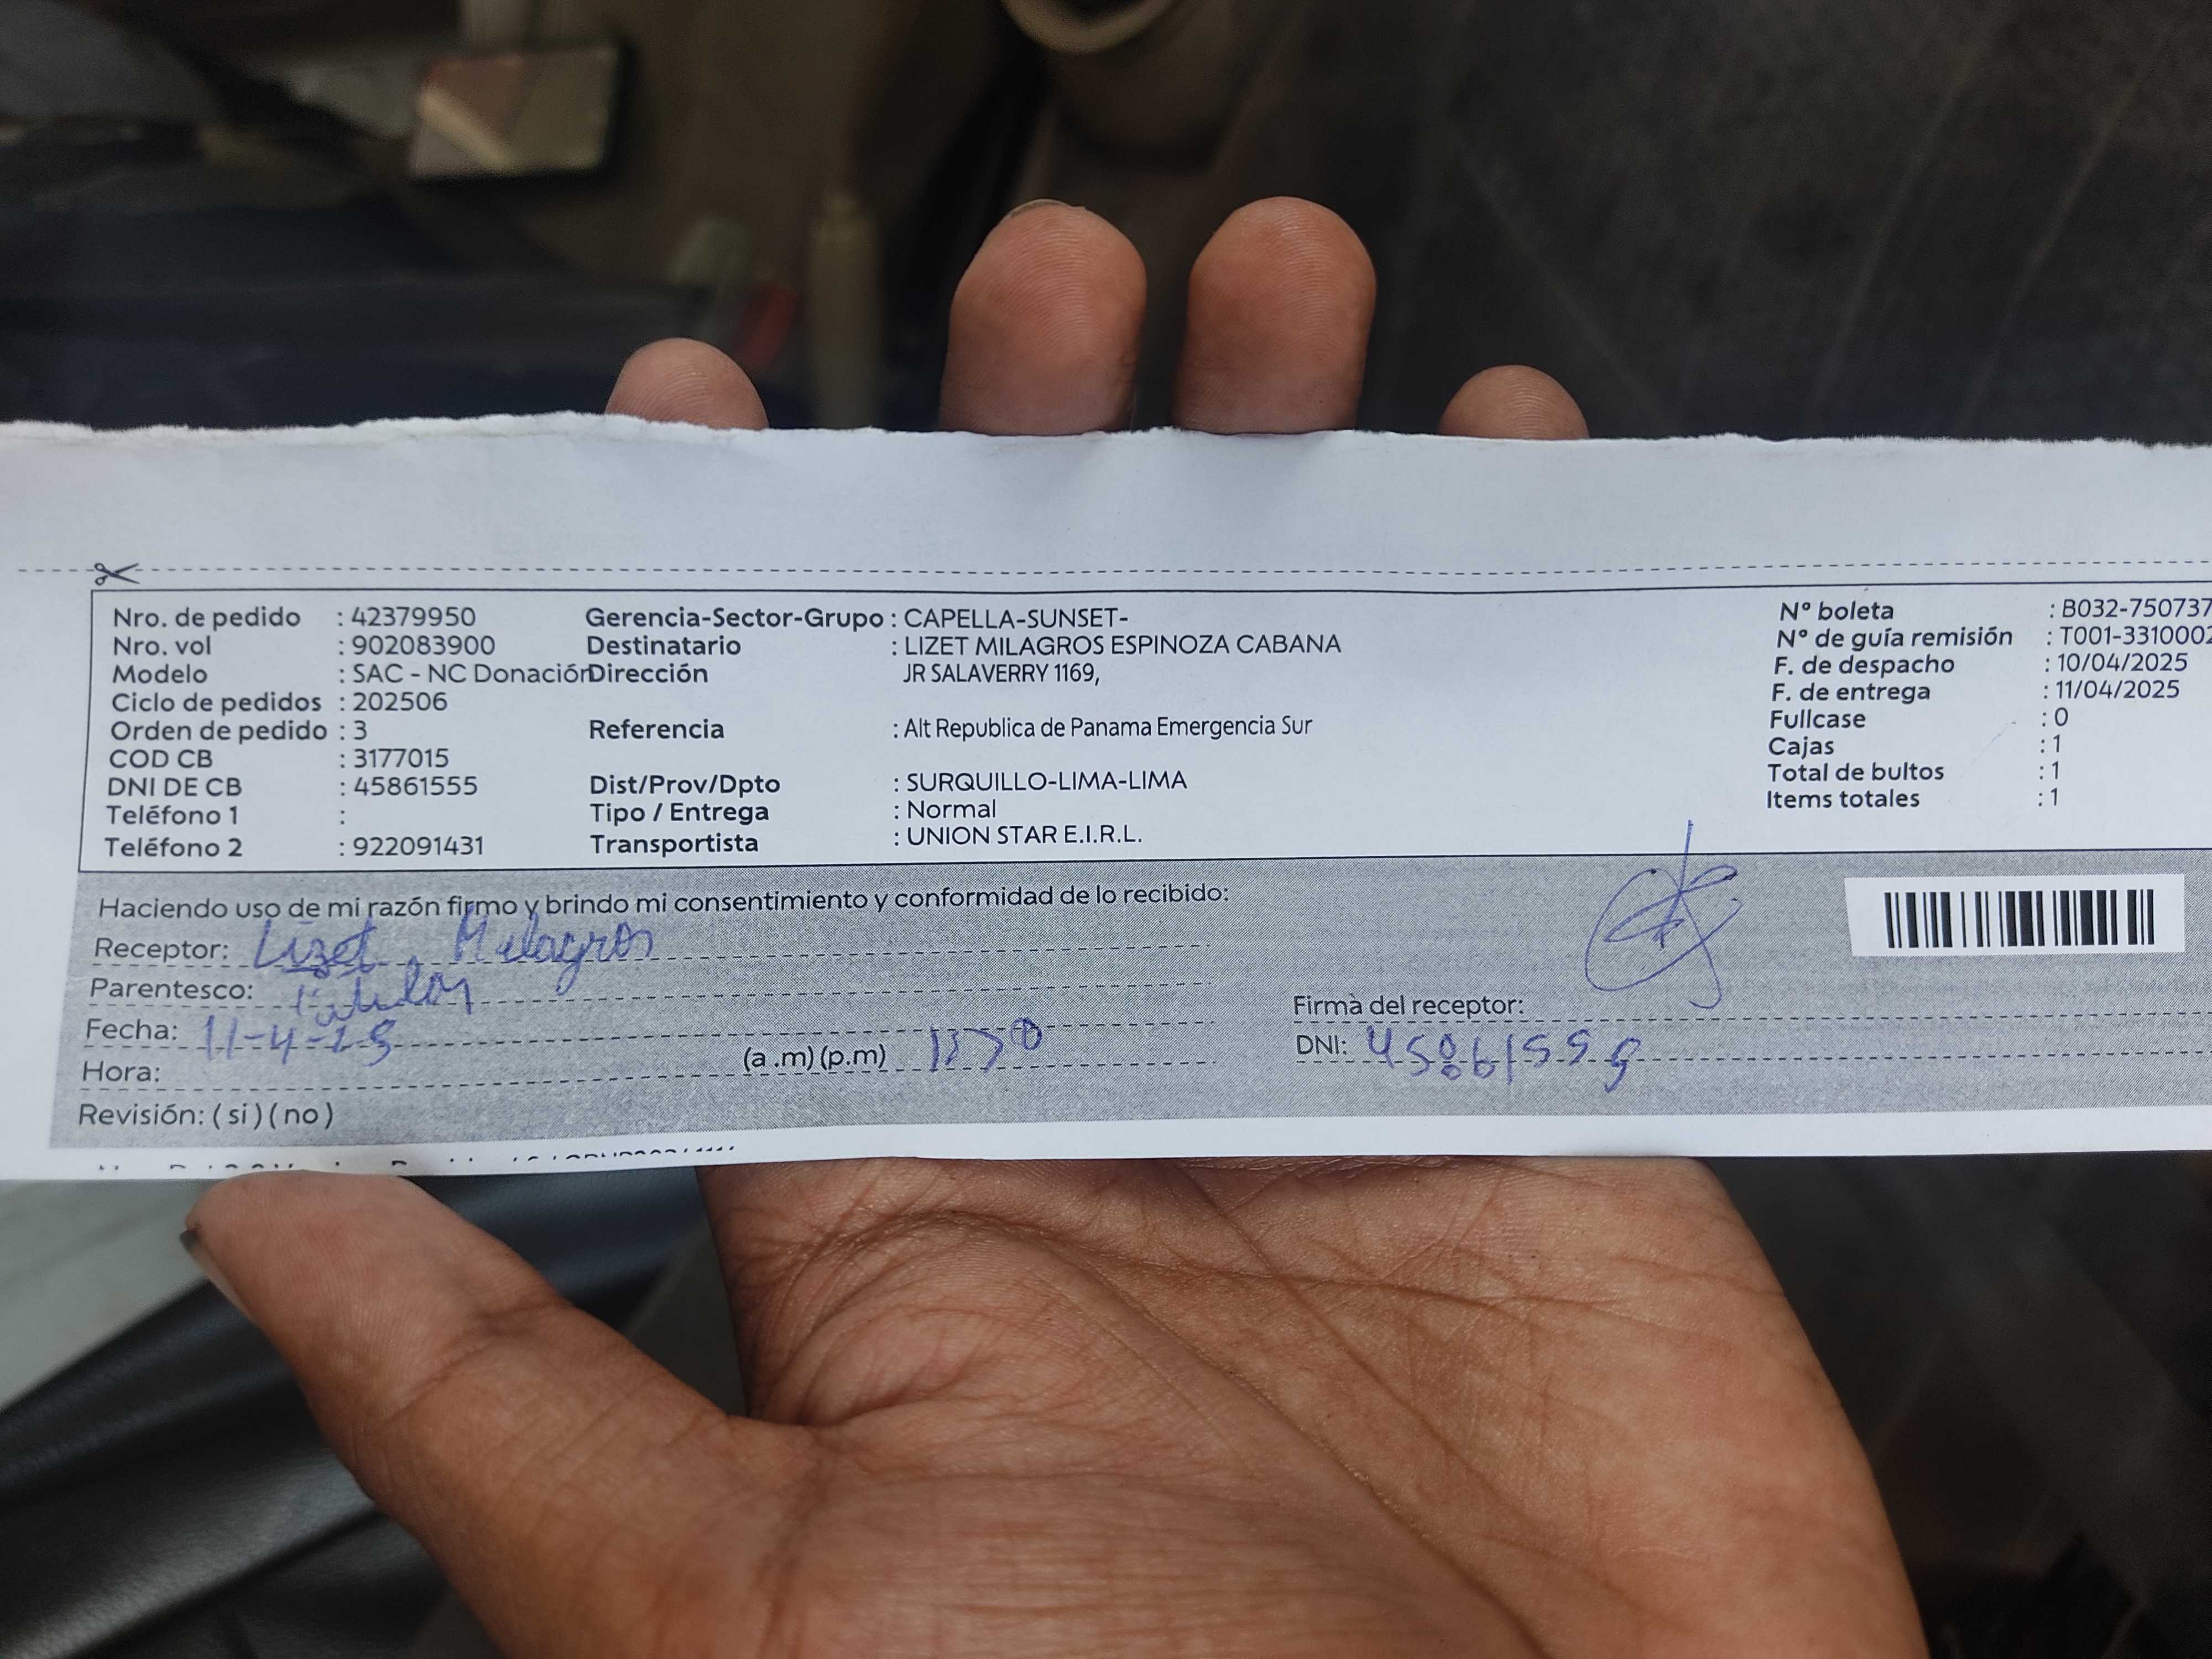 Nro. de pedido : 42379950 Gerencia-Sector-Grupo : CAPELLA-SUNSET- N° boleta : B032-750737
Nro. vol : 902083900 Destinatario : LIZET MILAGROS ESPINOZA CABANA N° de guía remisión : T001-3310002
Modelo : SAC - NC Donación Dirección JR SALAVERRY 1169, F. de despacho : 10/04/2025
Ciclo de pedidos : 202506 F. de entrega : 11/04/2025
Orden de pedido : 3 Referencia : Alt Republica de Panama Emergencia Sur Fullcase : 0
COD CB : 3177015 Cajas : 1
DNI DE CB : 45861555 Dist/Prov/Dpto : SURQUILLO-LIMA-LIMA Total de bultos : 1
Teléfono 1 : Tipo / Entrega : Normal Items totales : 1
Teléfono 2 : 922091431 Transportista : UNION STAR E.I.R.L.
Haciendo uso de mi razón firmo y brindo mi consentimiento y conformidad de lo recibido:
Receptor: Lizet Milagros
Parentesco: Titular
Fecha: 11-4-25 Firma del receptor:
Hora: (a .m) (p.m) DNI: 45861555
Revisión: ( si ) ( no )